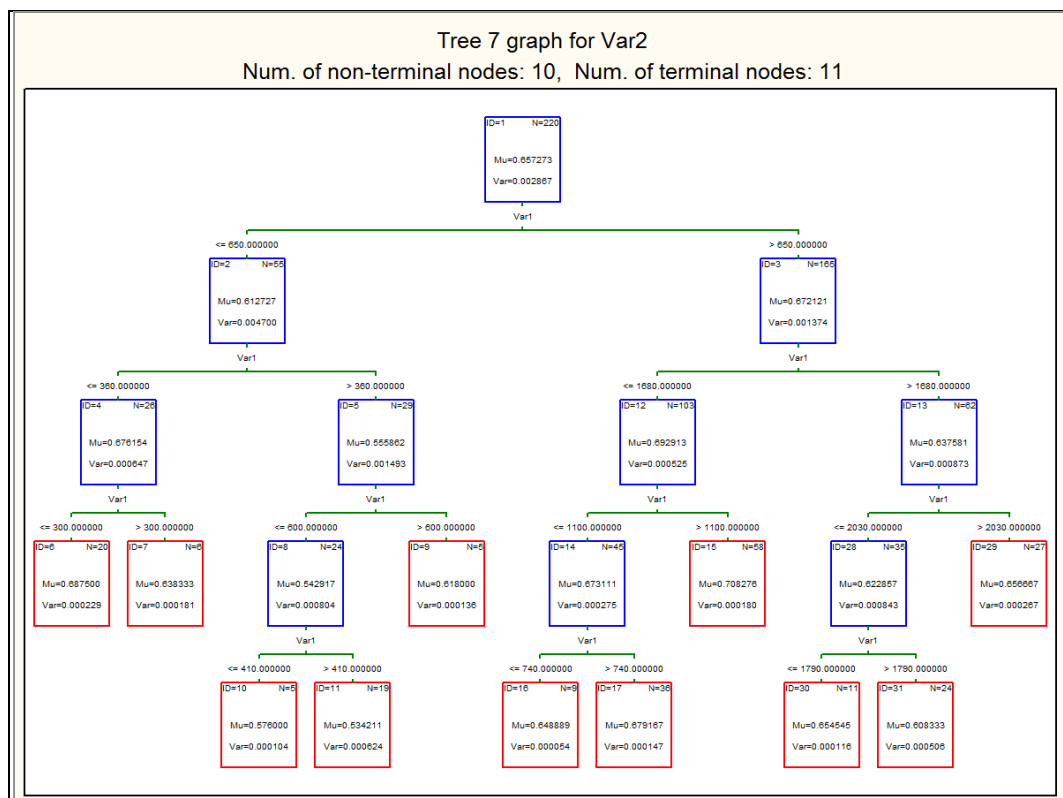 Tree 7 graph for Var2
Num. of non-terminal nodes: 10, Num. of terminal nodes: 11
ID=1 N=220
Mu=0.657273
Var=0.002867
Var1
<= 650.000000 > 650.000000
ID=2 N=55 ID=3 N=165
Mu=0.612727 Mu=0.672121
Var=0.004700 Var=0.001374
Var1 Var1
<= 360.000000 > 360.000000 <= 1680.000000 > 1680.000000
ID=4 N=26 ID=5 N=29 ID=12 N=103 ID=13 N=62
Mu=0.676154 Mu=0.555862 Mu=0.692913 Mu=0.637581
Var=0.000647 Var=0.001493 Var=0.000525 Var=0.000873
Var1 Var1 Var1 Var1
<= 300.000000 > 300.000000 <= 600.000000 > 600.000000 <= 1100.000000 > 1100.000000 <= 2030.000000 > 2030.000000
ID=6 N=20 ID=7 N=6 ID=8 N=24 ID=9 N=5 ID=14 N=45 ID=15 N=58 ID=28 N=35 ID=29 N=27
Mu=0.687500 Mu=0.638333 Mu=0.542917 Mu=0.618000 Mu=0.673111 Mu=0.708276 Mu=0.622857 Mu=0.656667
Var=0.000229 Var=0.000181 Var=0.000804 Var=0.000136 Var=0.000275 Var=0.000180 Var=0.000843 Var=0.000267
Var1 Var1 Var1
<= 410.000000 > 410.000000 <= 740.000000 > 740.000000 <= 1790.000000 > 1790.000000
ID=10 N=5 ID=11 N=19 ID=16 N=9 ID=17 N=36 ID=30 N=11 ID=31 N=24
Mu=0.576000 Mu=0.534211 Mu=0.648889 Mu=0.679167 Mu=0.654545 Mu=0.608333
Var=0.000104 Var=0.000624 Var=0.000054 Var=0.000147 Var=0.000116 Var=0.000506